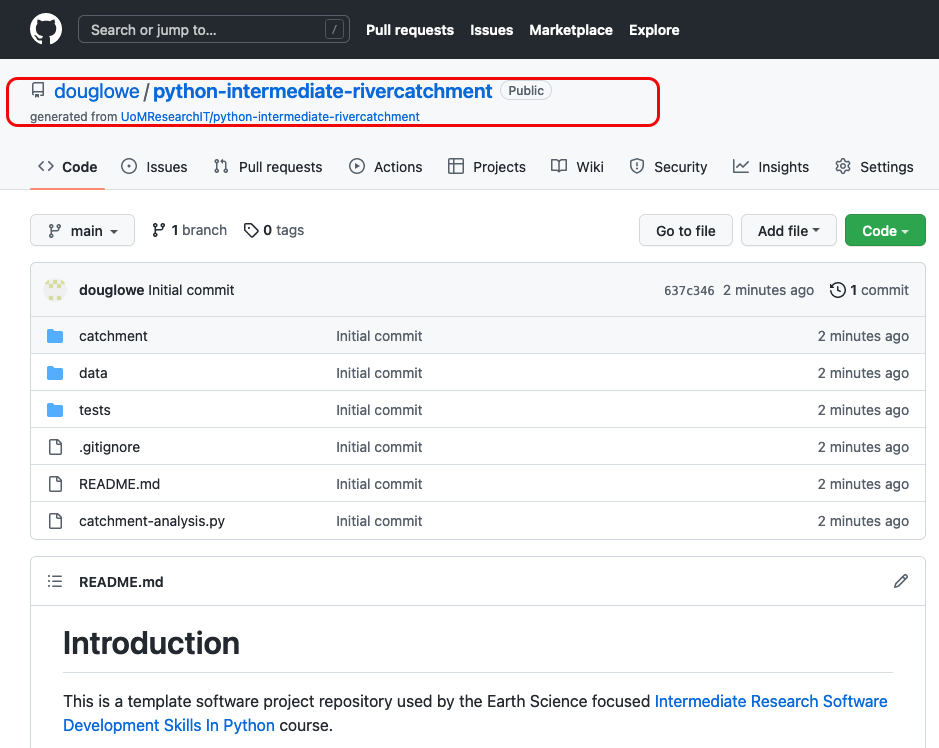 Search or jump to... / Pull requests Issues Marketplace Explore
douglowe / python-intermediate-rivercatchment Public
generated from UoMResearchIT/python-intermediate-rivercatchment
Code Issues Pull requests Actions Projects Wiki Security Insights Settings
main 1 branch 0 tags Go to file Add file Code
douglowe Initial commit 637c346 2 minutes ago 1 commit
catchment Initial commit 2 minutes ago
data Initial commit 2 minutes ago
tests Initial commit 2 minutes ago
.gitignore Initial commit 2 minutes ago
README.md Initial commit 2 minutes ago
catchment-analysis.py Initial commit 2 minutes ago
README.md
Introduction
This is a template software project repository used by the Earth Science focused Intermediate Research Software
Development Skills In Python course.